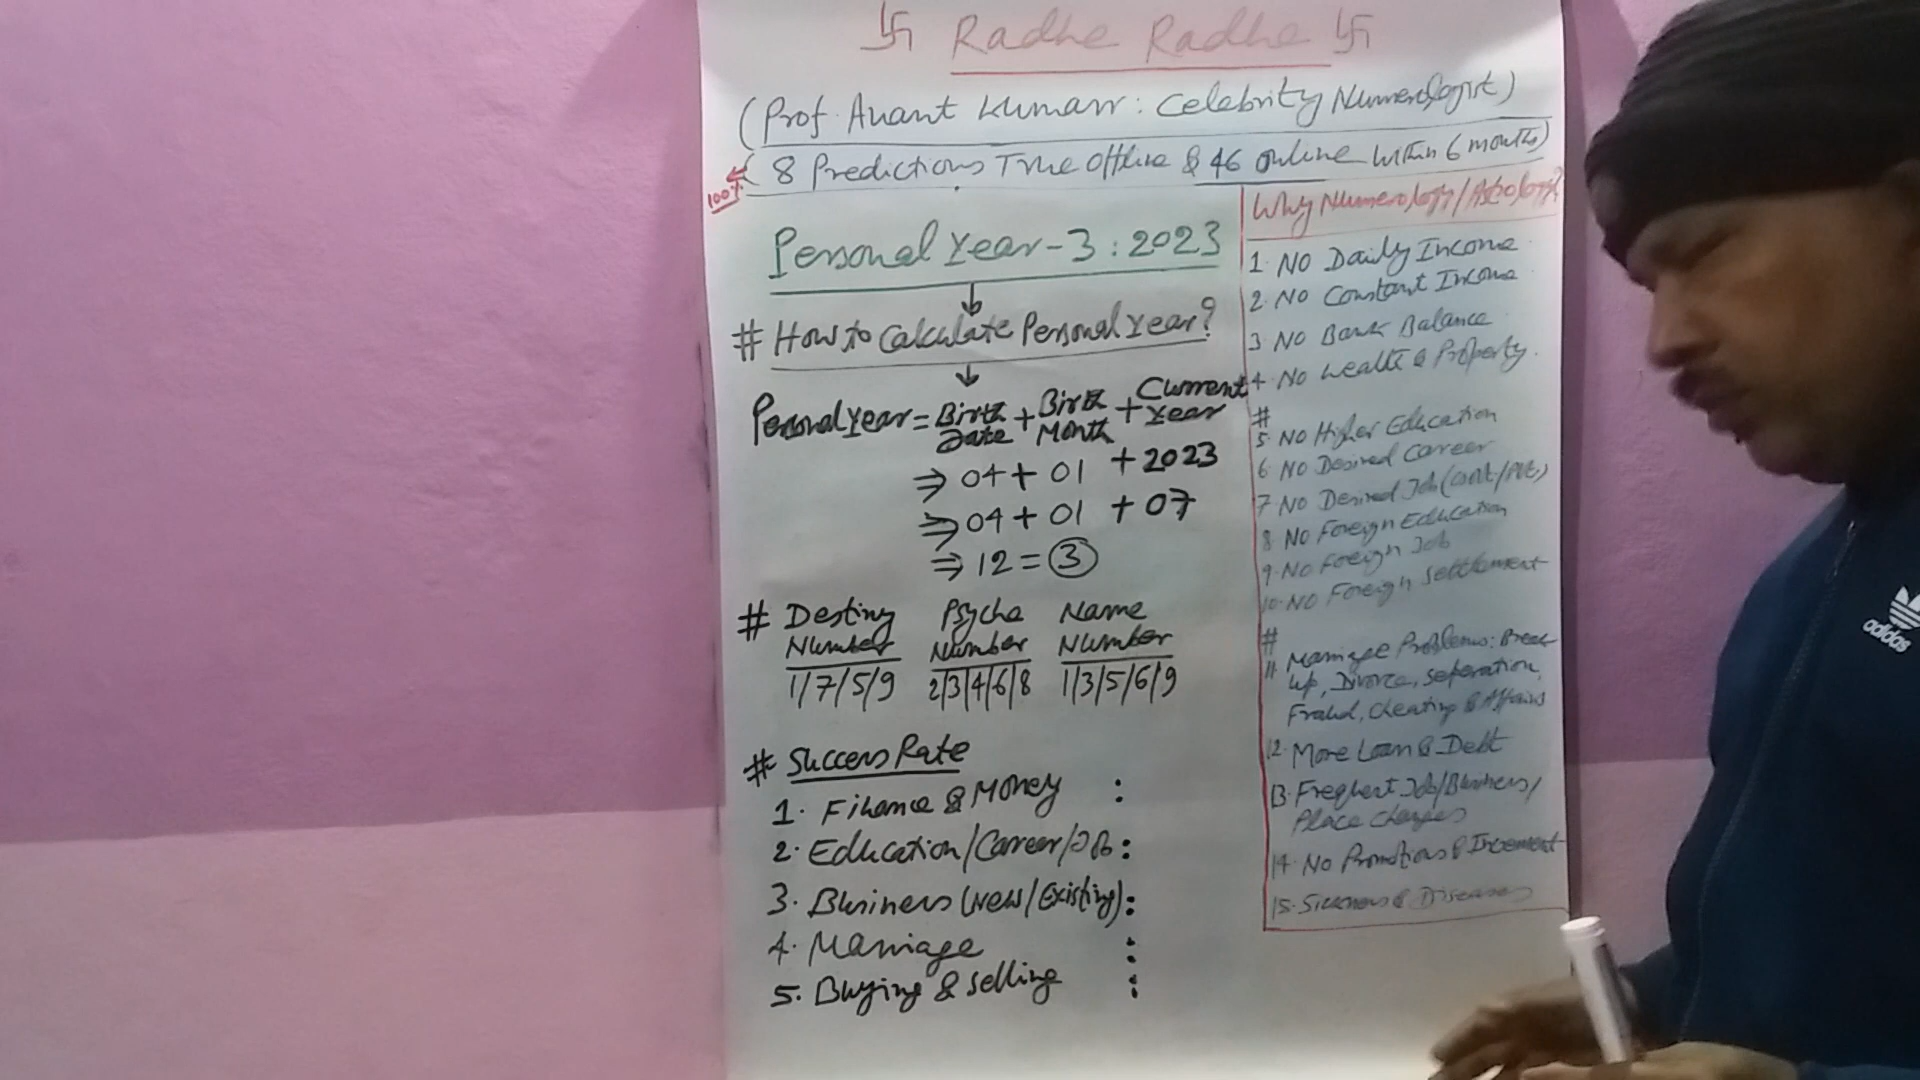 卐 Radhe Radhe 卐
(Prof. Anant Kumarr: Celebrity Numerologist)
8 Predictions True Offline & 46 online within 6 months)
100%
Personal Year-3:2023
# How to Calculate Personal Year?
Personal Year = Birth Date + Birth Month + Current Year
⇒ 04 + 01 + 2023
⇒ 04 + 01 + 07
⇒ 12 = 3
# Destiny Psyche Name
Number Number Number
1/7/5/9 2/3/4/6/8 1/3/5/6/9
# Success Rate
1. Finance & Money :
2. Education/Career/Job :
3. Business (New/Existing) :
4. Marriage :
5. Buying & Selling :
Why Numerology/Astrology?
1. No Daily Income
2. No Constant Income
3. No Bank Balance
4. No Wealth & Property.
#
5. No Higher Education
6. No Desired Career
7. No Desired Job (Govt/Pvt.)
8. No Foreign Education
9. No Foreign Job
10. No Foreign Settlement
#
11. Marriage Problems: Break
up, Divorce, Seperation,
Fraud, Cheating & Affairs
12. More Loan & Debt
13. Frequent Job/Business/
Place Changes
14. No Promotions & Increment
15. Sickness & Diseases
adidas